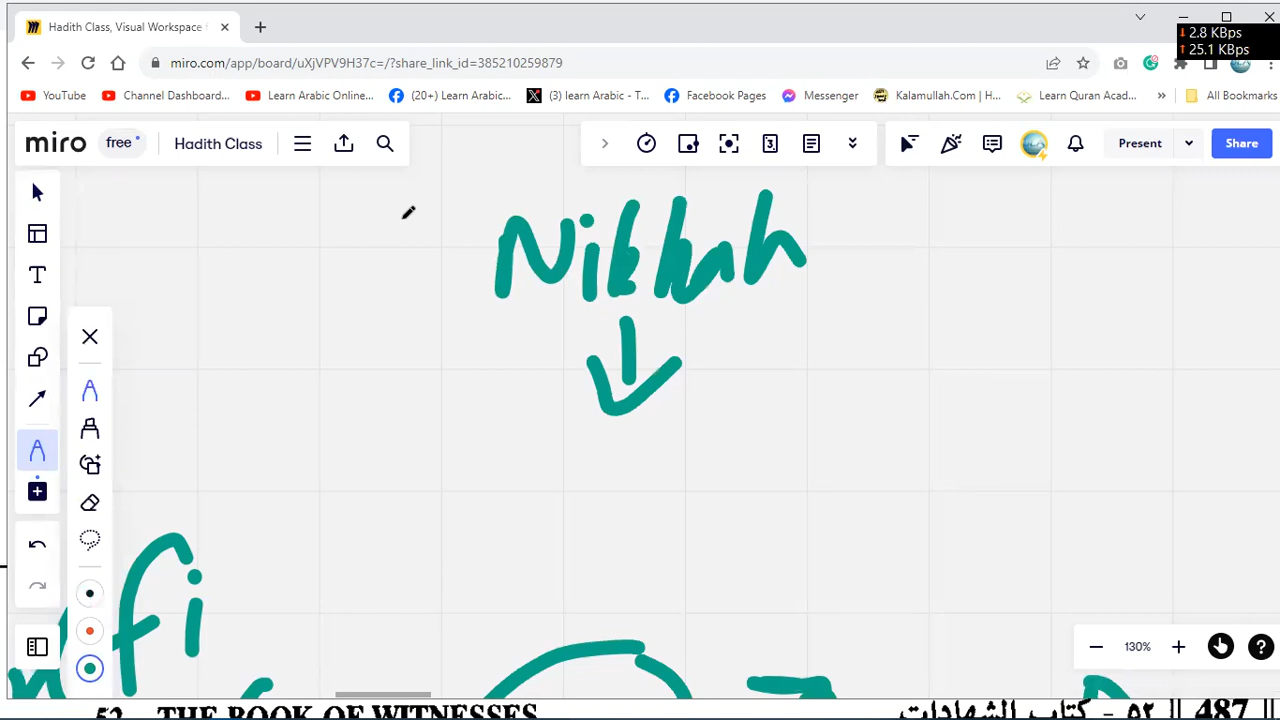 Hadith Class, Visual Workspace f
2.8 KBps
25.1 KBps
miro.com/app/board/uXjVPV9H37c=/?share_link_id=385210259879
YouTube
Channel Dashboard...
Learn Arabic Online...
(20+) Learn Arabic...
(3) learn Arabic - T...
Facebook Pages
Messenger
Kalamullah.Com | H...
Learn Quran Acad...
»
All Bookmarks
miro
free
Hadith Class
Present
Share
Nikhah
fi
130%
52 THE BOOK OF WITNESSES
٥٢ - كتاب الشهادات
487